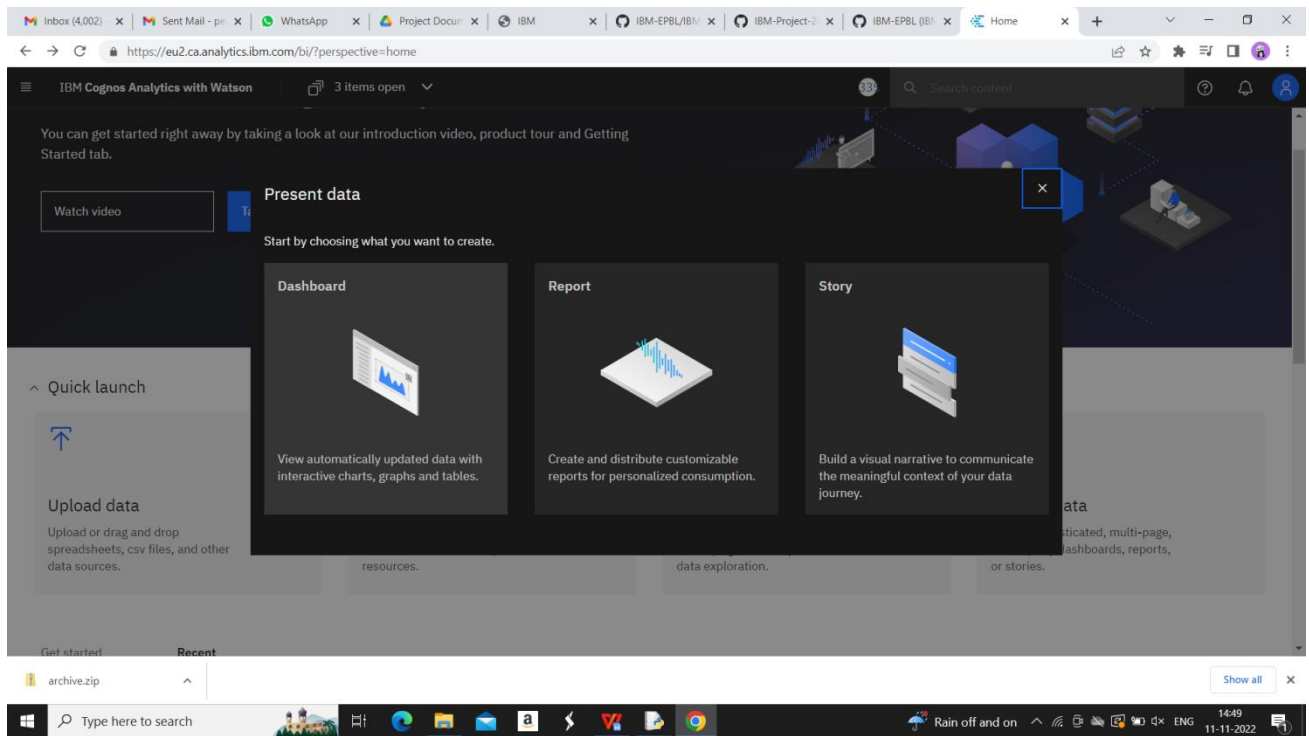 Inbox (4,002) -
Sent Mail - pe
WhatsApp
Project Docum
IBM
IBM-EPBL/IBM
IBM-Project-2
IBM-EPBL (IBM
Home
https://eu2.ca.analytics.ibm.com/bi/?perspective=home
IBM Cognos Analytics with Watson
3 items open
Search content
You can get started right away by taking a look at our introduction video, product tour and Getting
Started tab.
Watch video
Ta
Present data
Start by choosing what you want to create.
Dashboard
View automatically updated data with
interactive charts, graphs and tables.
Report
Create and distribute customizable
reports for personalized consumption.
Story
Build a visual narrative to communicate
the meaningful context of your data
journey.
Quick launch
Upload data
Upload or drag and drop
spreadsheets, csv files, and other
data sources.
resources.
data exploration.
ata
sticated, multi-page,
dashboards, reports,
or stories.
Get started
Recent
archive.zip
Show all
Type here to search
Rain off and on
ENG
14:49
11-11-2022